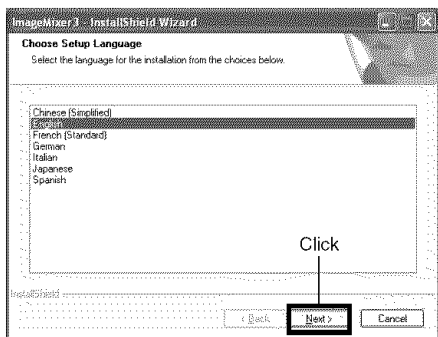 ImageMixer3 - InstallShield Wizard
Choose Setup Language
Select the language for the installation from the choices below.
Chinese (Simplified)
English
French (Standard)
German
Italian
Japanese
Spanish
Click
InstallShield
< Back
Next >
Cancel